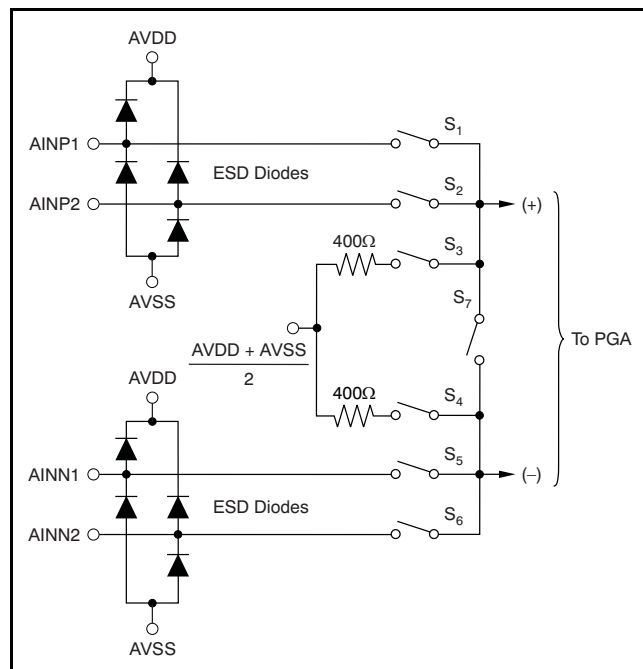 AVDD
AINP1
S1
ESD Diodes
AINP2
S2
(+)
400Ω
S3
AVSS
S7
AVDD + AVSS
2
To PGA
AVDD
400Ω
S4
AINN1
S5
(−)
ESD Diodes
AINN2
S6
AVSS